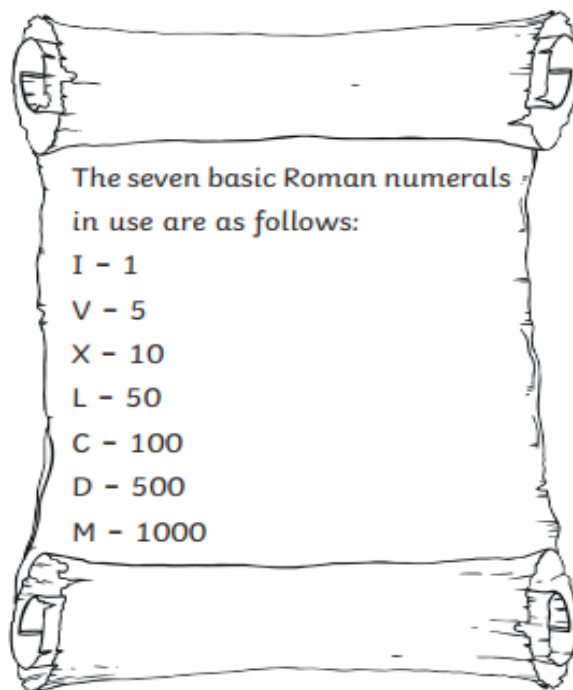 The seven basic Roman numerals
in use are as follows:
I – 1
V – 5
X – 10
L – 50
C – 100
D – 500
M – 1000